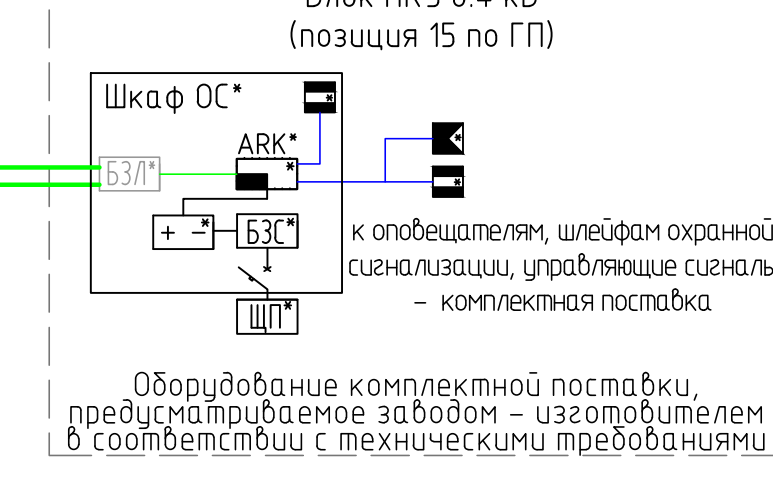 (позиция 15 по ГП)
Шкаф ОС*
*
ARK*
*
*
БЗЛ*
*
+ -*
БЗС*
к оповещателям, шлейфам охранной
сигнализации, управляющие сигналы
- комплектная поставка
ЩП*
Оборудование комплектной поставки,
предусматриваемое заводом - изготовителем
в соответствии с техническими требованиями